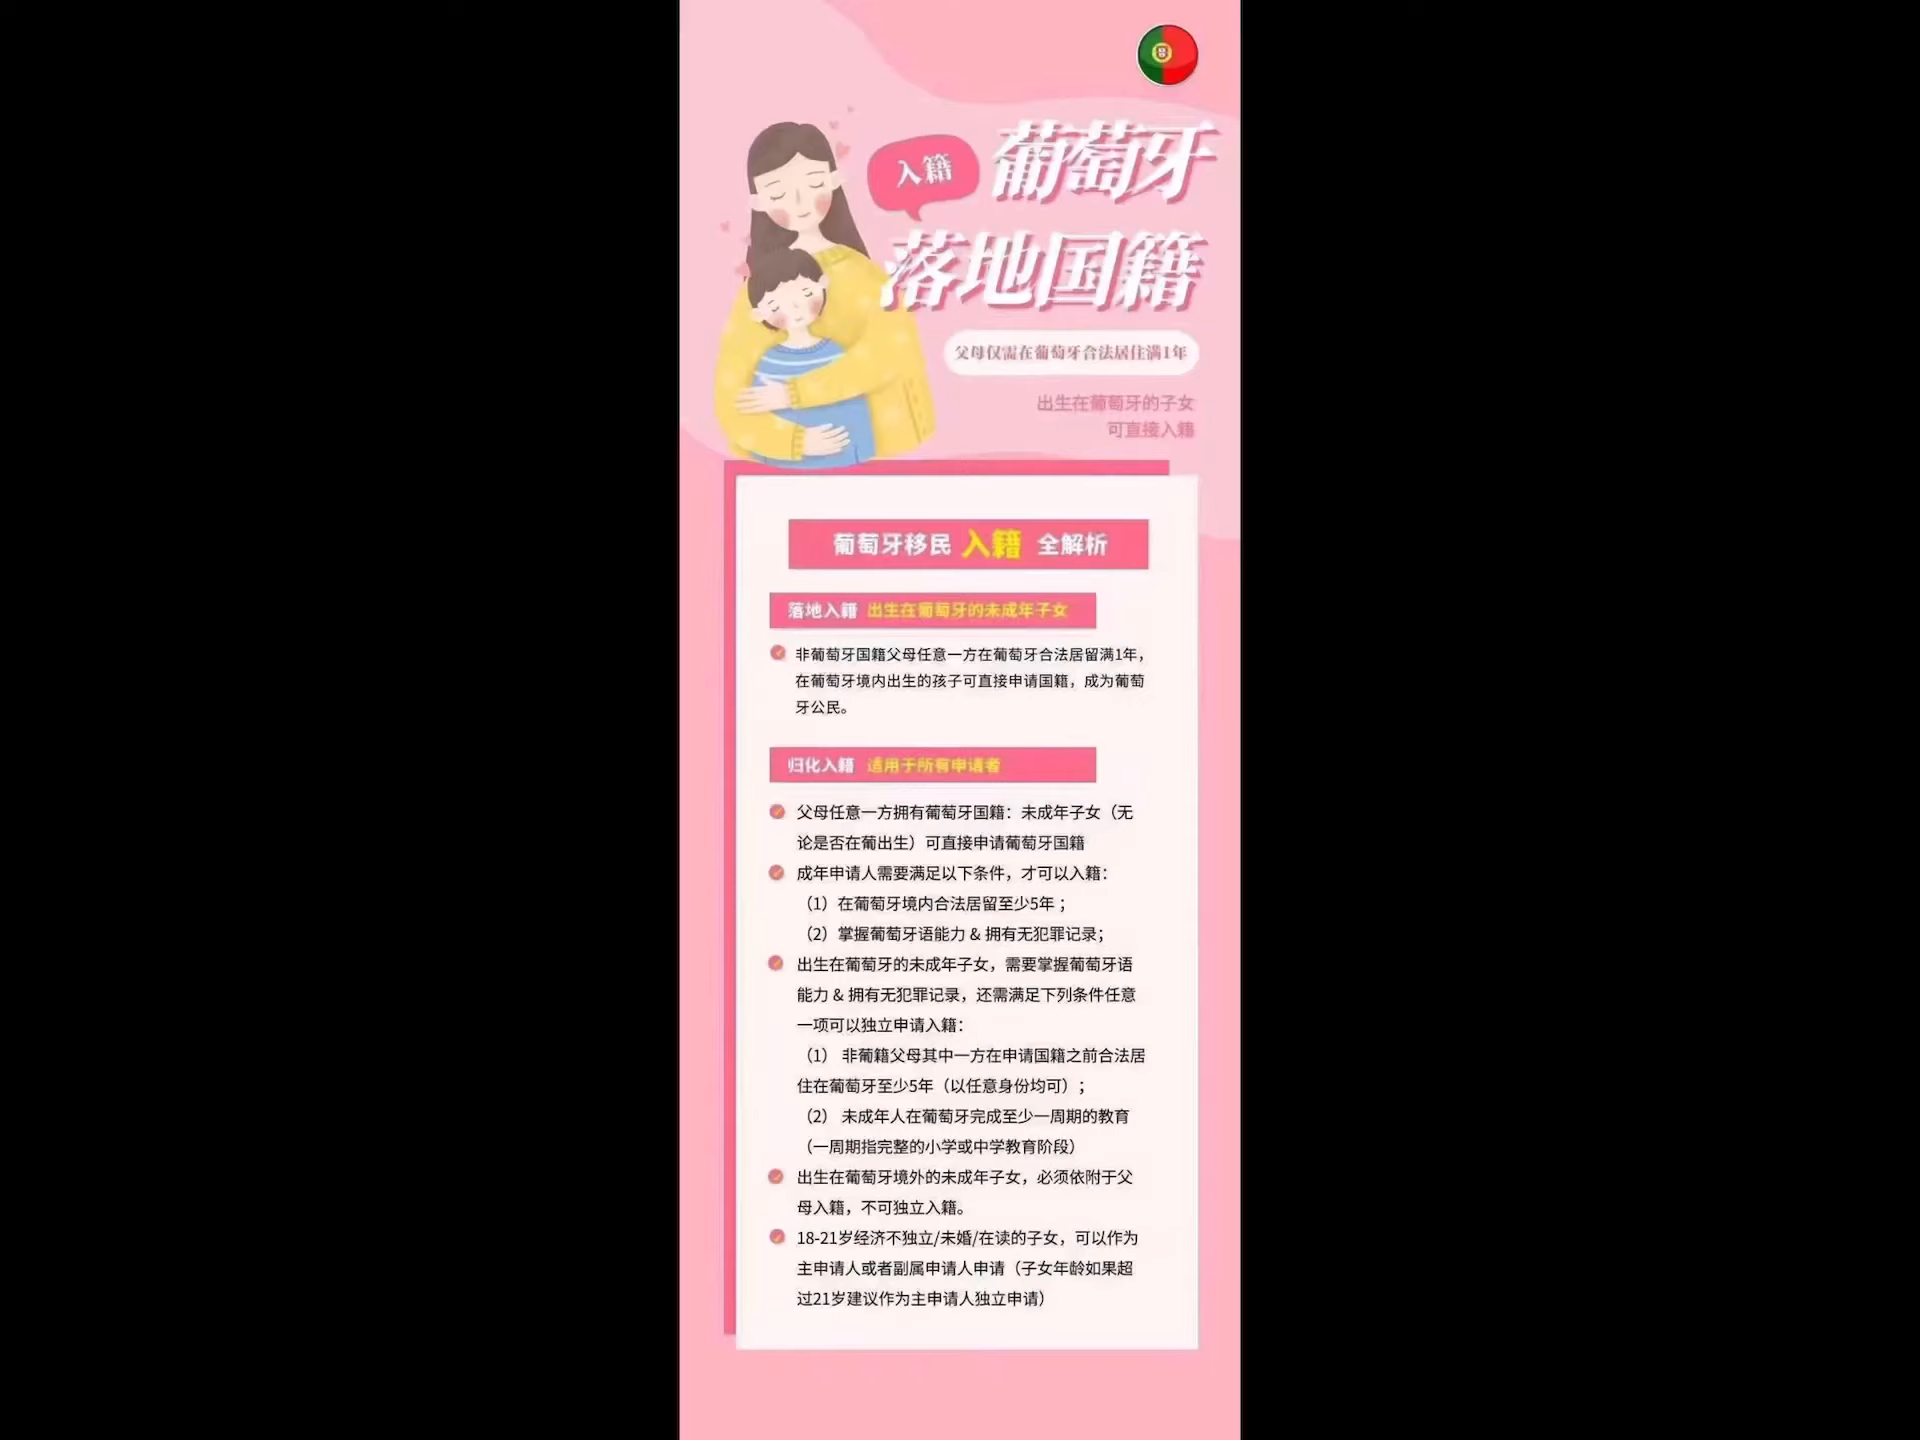 入籍
葡萄牙
落地国籍
父母仅需在葡萄牙合法居住满1年
出生在葡萄牙的子女
可直接入籍
葡萄牙移民 入籍 全解析
落地入籍 出生在葡萄牙的未成年子女
非葡萄牙国籍父母任意一方在葡萄牙合法居留满1年，
在葡萄牙境内出生的孩子可直接申请国籍，成为葡萄
牙公民。
归化入籍 适用于所有申请者
父母任意一方拥有葡萄牙国籍：未成年子女（无
论是否在葡出生）可直接申请葡萄牙国籍
成年申请人需要满足以下条件，才可以入籍：
（1）在葡萄牙境内合法居留至少5年；
（2）掌握葡萄牙语能力 & 拥有无犯罪记录；
出生在葡萄牙的未成年子女，需要掌握葡萄牙语
能力 & 拥有无犯罪记录，还需满足下列条件任意
一项可以独立申请入籍：
（1） 非葡籍父母其中一方在申请国籍之前合法居
住在葡萄牙至少5年（以任意身份均可）；
（2） 未成年人在葡萄牙完成至少一周期的教育
（一周期指完整的小学或中学教育阶段）
出生在葡萄牙境外的未成年子女，必须依附于父
母入籍，不可独立入籍。
18-21岁经济不独立/未婚/在读的子女，可以作为
主申请人或者副属申请人申请（子女年龄如果超
过21岁建议作为主申请人独立申请）